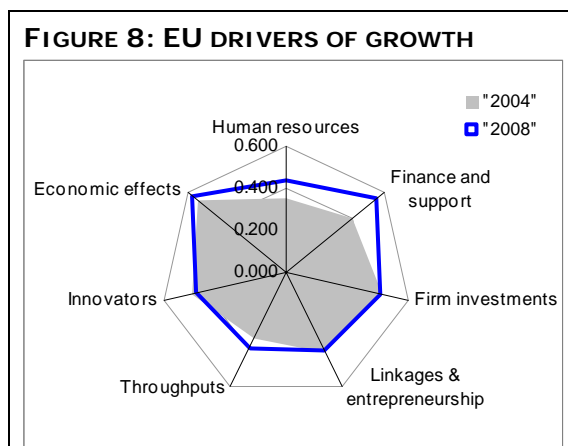 FIGURE 8: EU DRIVERS OF GROWTH
"2004"
"2008"
Human resources
0.600
0.400
0.200
0.000
Finance and
support
Firm investments
Linkages &
entrepreneurship
Throughputs
Innovators
Economic effects